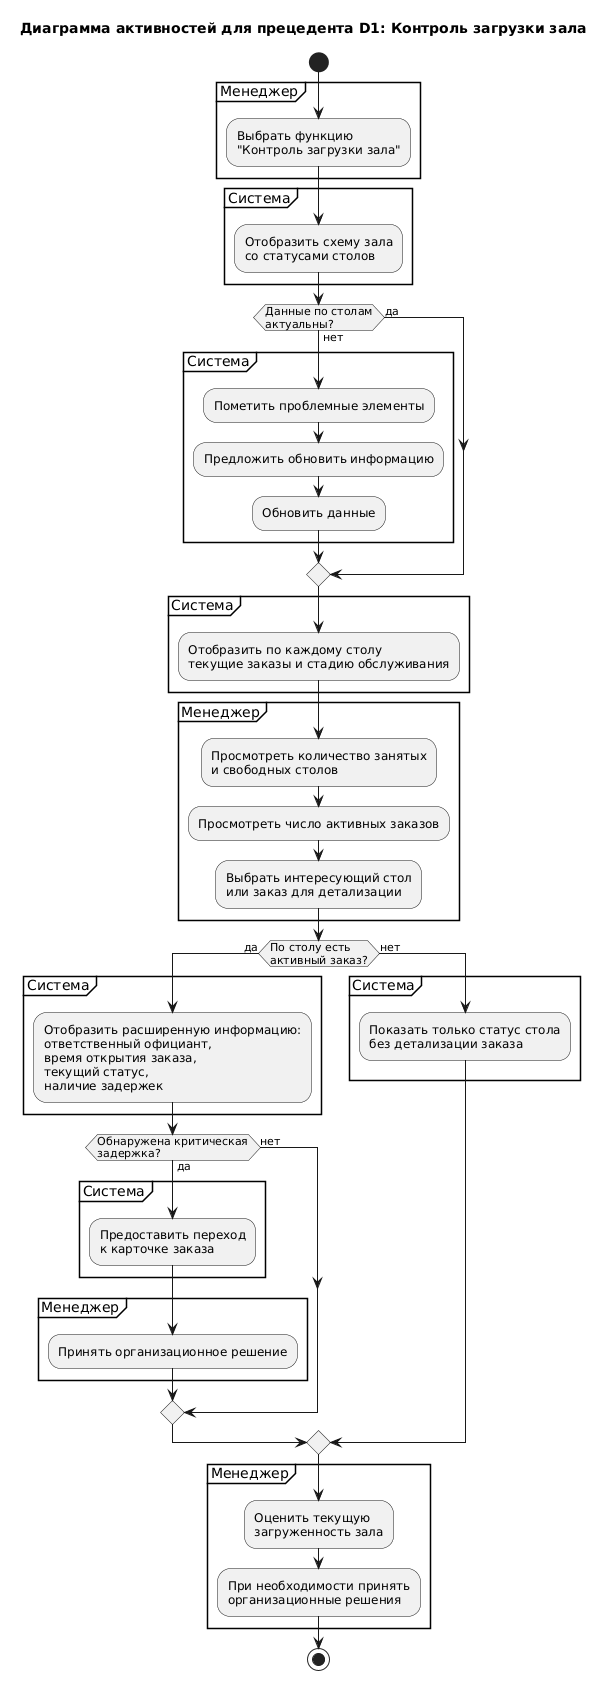 Диаграмма активностей для прецедента D1: Контроль загрузки зала
Менеджер
Выбрать функцию
"Контроль загрузки зала"
Система
Отобразить схему зала
со статусами столов
Данные по столам
актуальны?
да
нет
Система
Пометить проблемные элементы
Предложить обновить информацию
Обновить данные
Система
Отобразить по каждому столу
текущие заказы и стадию обслуживания
Менеджер
Просмотреть количество занятых
и свободных столов
Просмотреть число активных заказов
Выбрать интересующий стол
или заказ для детализации
По столу есть
активный заказ?
да
нет
Система
Отобразить расширенную информацию:
ответственный официант,
время открытия заказа,
текущий статус,
наличие задержек
Система
Показать только статус стола
без детализации заказа
Обнаружена критическая
задержка?
нет
да
Система
Предоставить переход
к карточке заказа
Менеджер
Принять организационное решение
Менеджер
Оценить текущую
загруженность зала
При необходимости принять
организационные решения